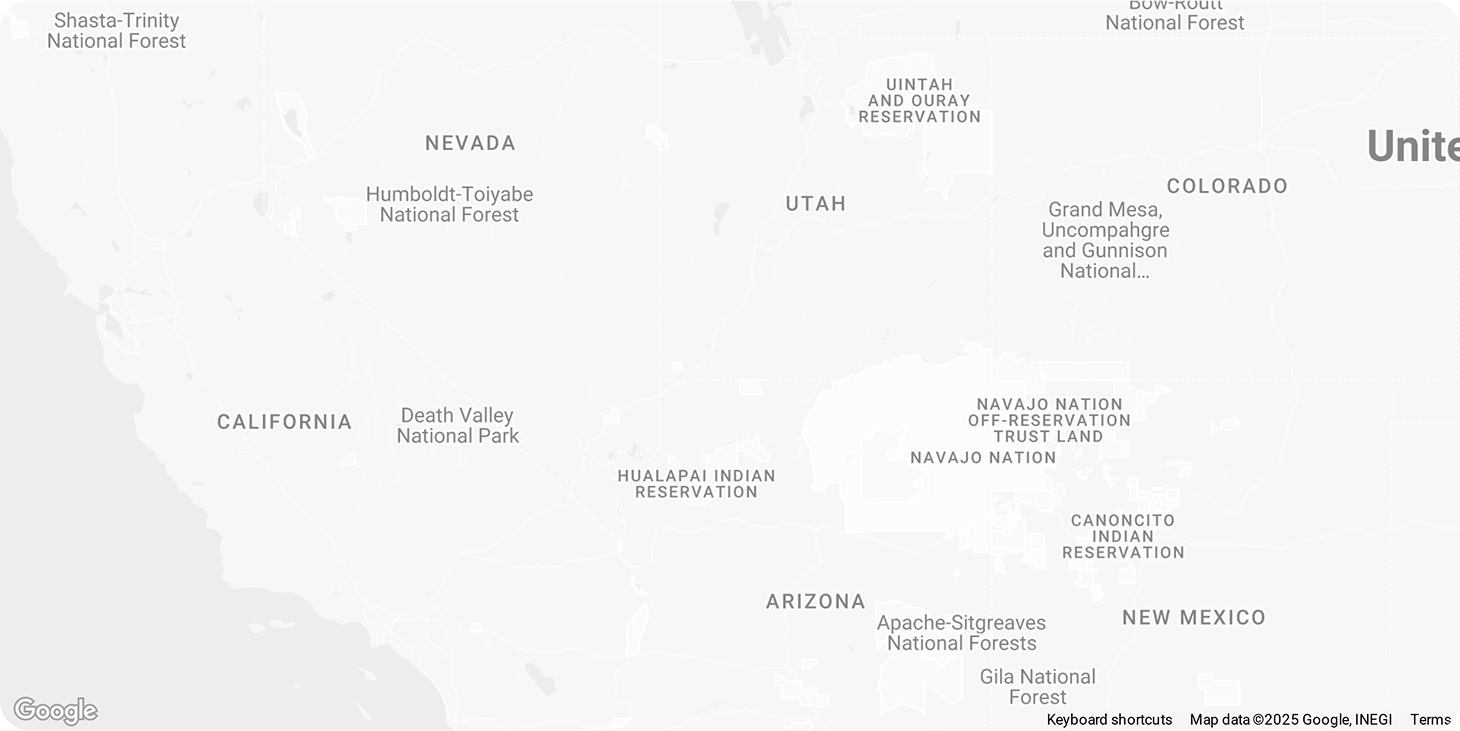 Shasta-Trinity
National Forest
Bow-Routt
National Forest
UINTAH
AND OURAY
RESERVATION
NEVADA
Unite
COLORADO
Humboldt-Toiyabe
National Forest
UTAH
Grand Mesa,
Uncompahgre
and Gunnison
National...
CALIFORNIA
Death Valley
National Park
NAVAJO NATION
OFF-RESERVATION
TRUST LAND
NAVAJO NATION
HUALAPAI INDIAN
RESERVATION
CANONCITO
INDIAN
RESERVATION
ARIZONA
NEW MEXICO
Apache-Sitgreaves
National Forests
Gila National
Forest
Google
Keyboard shortcuts
Map data ©2025 Google, INEGI
Terms